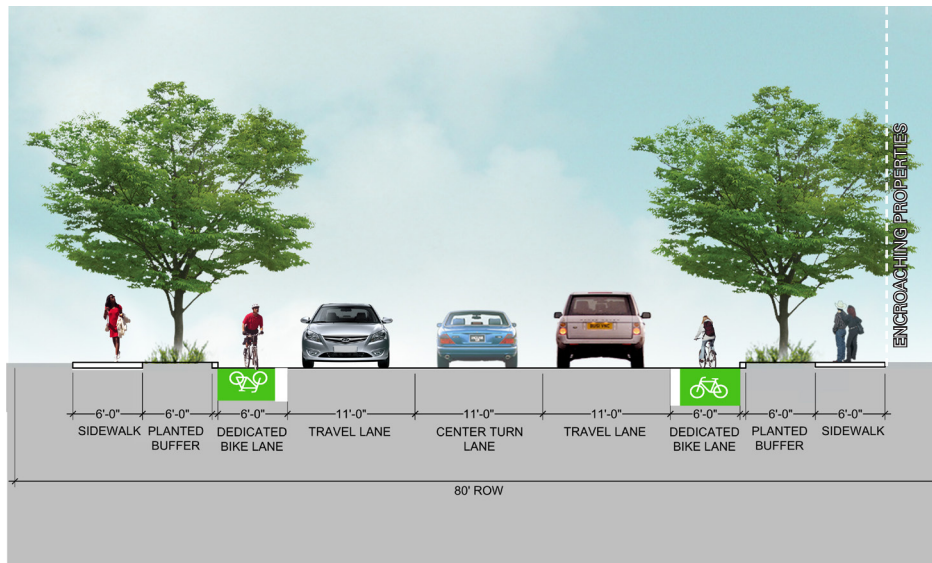 ENCROACHING PROPERTIES
6'-0" 6'-0" 6'-0" 11'-0" 11'-0" 11'-0" 6'-0" 6'-0" 6'-0"
SIDEWALK PLANTED DEDICATED TRAVEL LANE CENTER TURN TRAVEL LANE DEDICATED PLANTED SIDEWALK
BUFFER BIKE LANE LANE BIKE LANE BUFFER
80' ROW